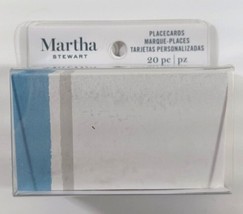 Martha
STEWART
PLACECARDS
MARQUE-PLACES
TARJETAS PERSONALIZADAS
20 pc | pz